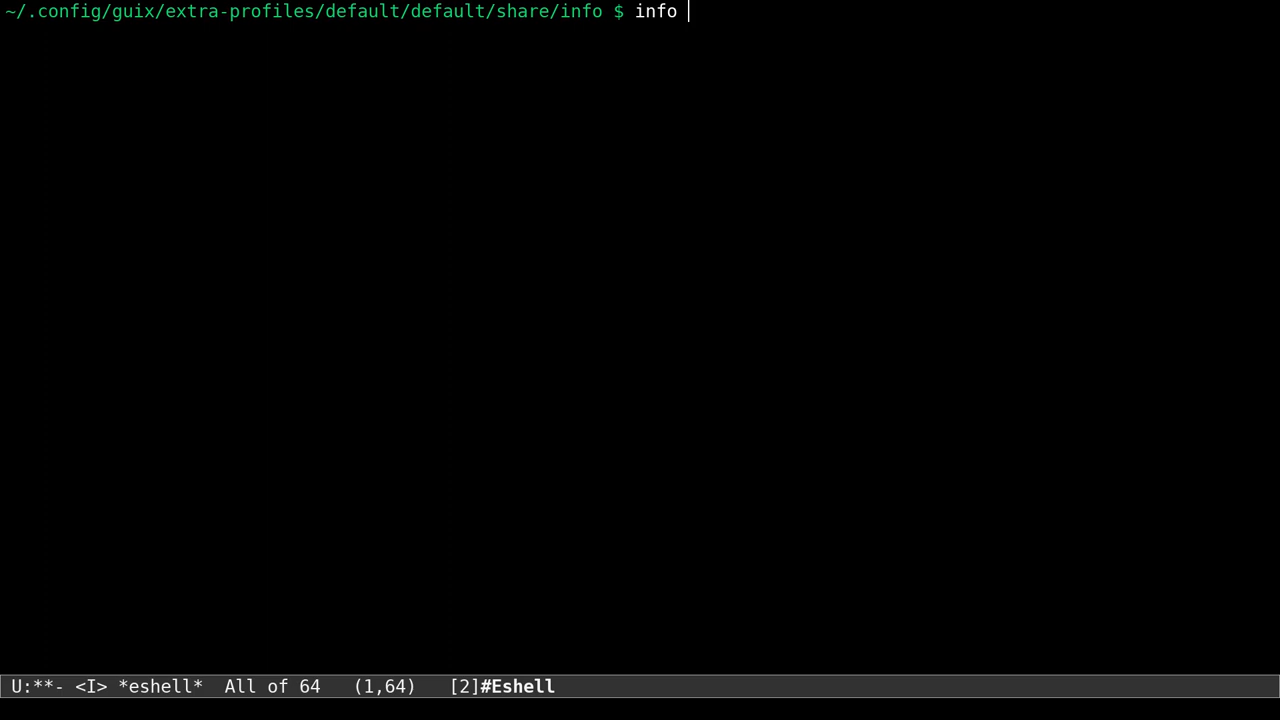 ~/.config/guix/extra-profiles/default/default/share/info $ info
U:**- <I> *eshell*  All of 64   (1,64)   [2]#Eshell